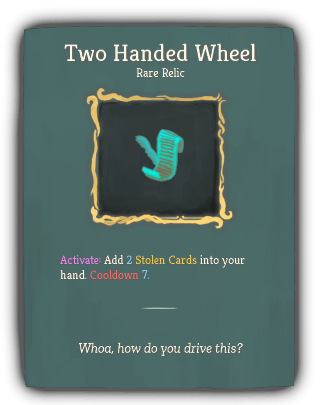 Two Handed Wheel
Rare Relic
Activate: Add 2 Stolen Cards into your
hand. Cooldown 7.
Whoa, how do you drive this?